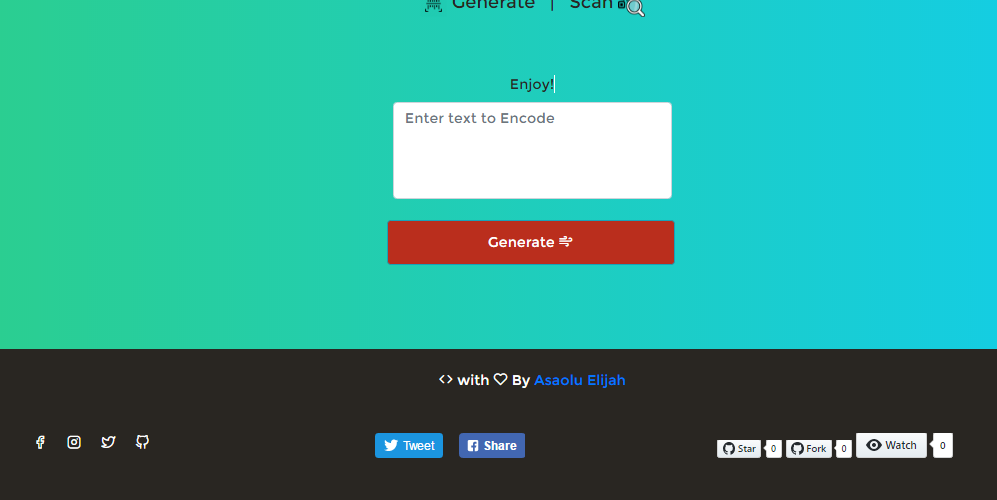 Generate | Scan
Enjoy!
Enter text to Encode
Generate
<> with ♡ By Asaolu Elijah
Tweet Share Star 0 Fork 0 Watch 0